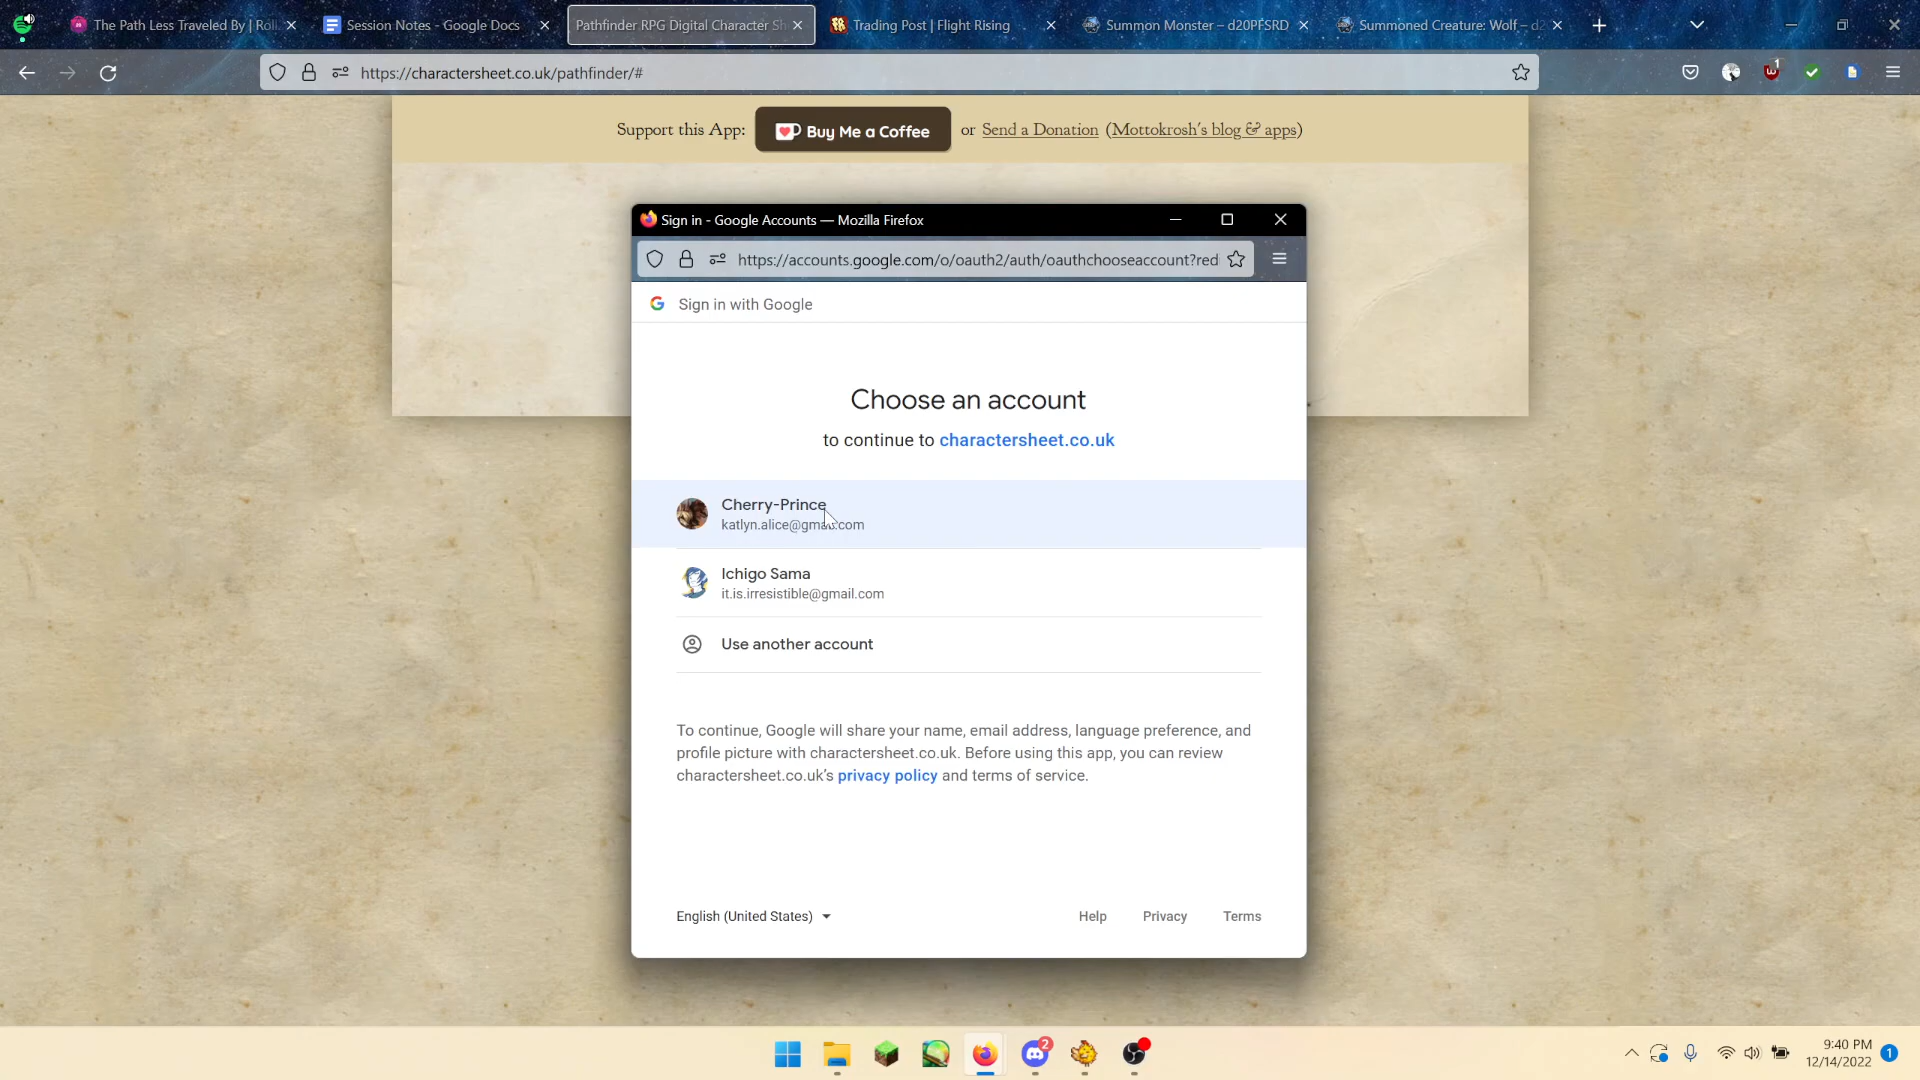 The Path Less Traveled By | Roll
Session Notes - Google Docs
Pathfinder RPG Digital Character Sh
Trading Post | Flight Rising
Summon Monster – d20PFSRD
Summoned Creature: Wolf – d2
https://charactersheet.co.uk/pathfinder/#
1
Support this App: Buy Me a Coffee or Send a Donation (Mottokrosh's blog & apps)
Sign in - Google Accounts — Mozilla Firefox
https://accounts.google.com/o/oauth2/auth/oauthchooseaccount?red
Sign in with Google
Choose an account
to continue to charactersheet.co.uk
Cherry-Prince
katlyn.alice@gmail.com
Ichigo Sama
it.is.irresistible@gmail.com
Use another account
To continue, Google will share your name, email address, language preference, and
profile picture with charactersheet.co.uk. Before using this app, you can review
charactersheet.co.uk's privacy policy and terms of service.
English (United States)
Help Privacy Terms
2
9:40 PM
12/14/2022
1